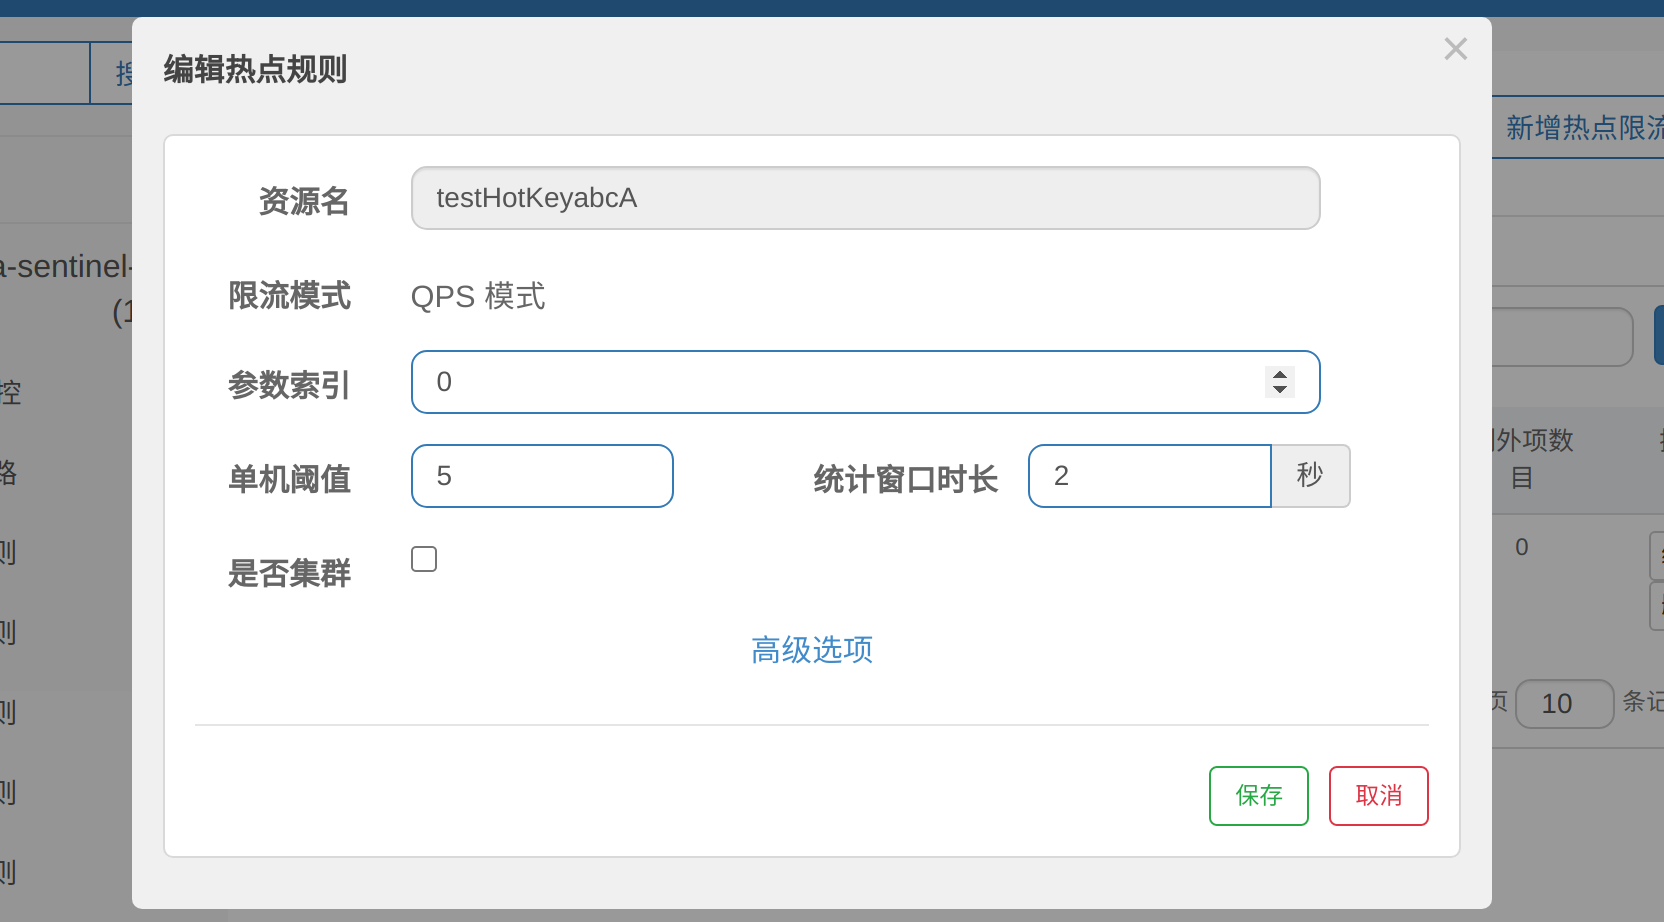 编辑热点规则
×
新增热点限流
资源名
testHotKeyabcA
a-sentinel-
(1
限流模式
QPS 模式
控
参数索引
0
外项数
目
路
单机阈值
5
统计窗口时长
2
秒
则
0
是否集群
则
高级选项
则
页
10
条记
则
保存
取消
则